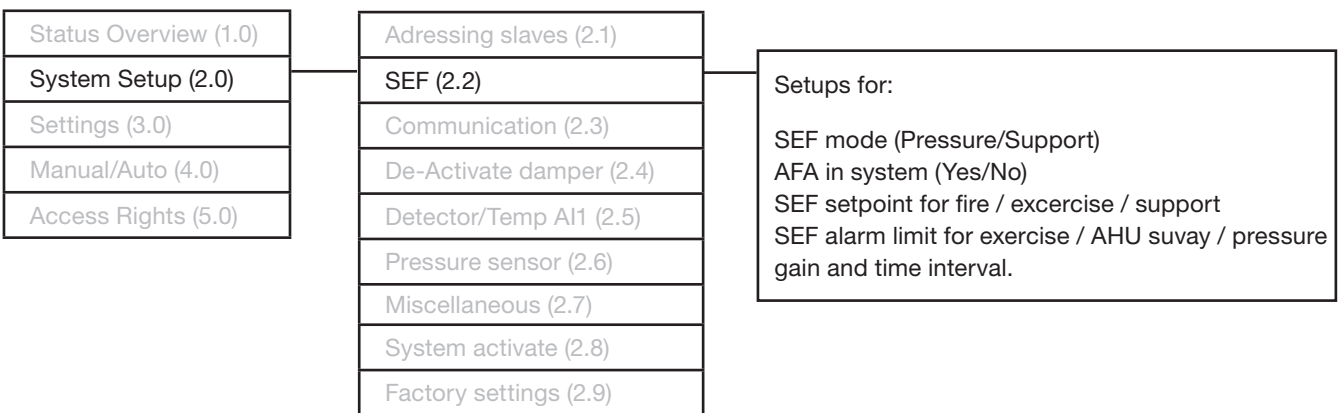 Status Overview (1.0)
System Setup (2.0)
Settings (3.0)
Manual/Auto (4.0)
Access Rights (5.0)
Adressing slaves (2.1)
SEF (2.2)
Communication (2.3)
De-Activate damper (2.4)
Detector/Temp AI1 (2.5)
Pressure sensor (2.6)
Miscellaneous (2.7)
System activate (2.8)
Factory settings (2.9)
Setups for:
SEF mode (Pressure/Support)
AFA in system (Yes/No)
SEF setpoint for fire / excercise / support
SEF alarm limit for exercise / AHU suvay / pressure
gain and time interval.